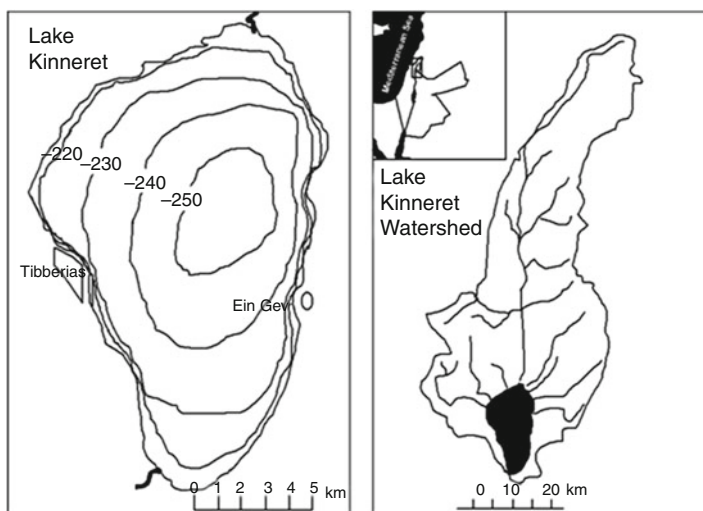 Lake
Kinneret
–220
–230
–240
–250
Tibberias
Ein Gev
0 1 2 3 4 5 km
Mediterranean Sea
Lake
Kinneret
Watershed
0 10 20 km